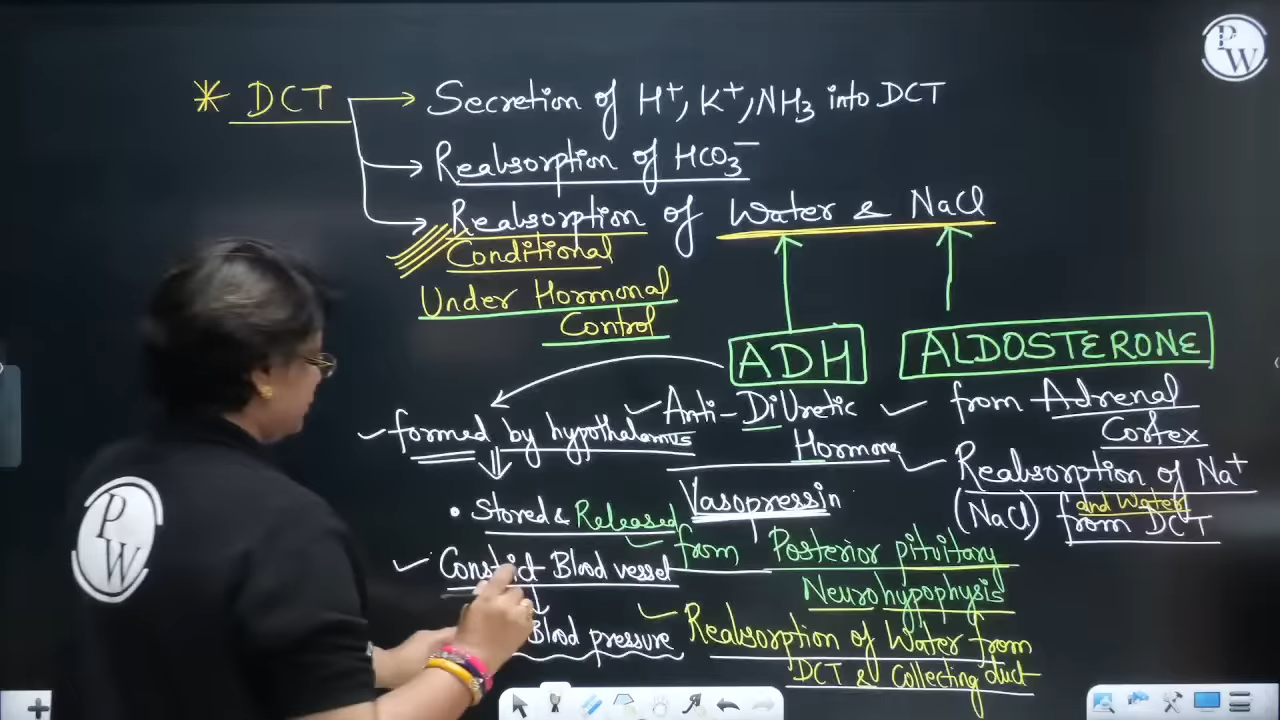 PW
* DCT → Secretion of H⁺, K⁺, NH₃ into DCT
→ Reabsorption of HCO₃⁻
→ Reabsorption of Water & NaCl
Conditional
Under Hormonal
Control
ADH
ALDOSTERONE
✓ Anti-DiUretic
Hormone
Vasopressin
✓ formed by hypothalamus
• Stored & Released
✓ from Posterior pituitary
Neurohypophysis
✓ Constrict Blood vessel
Blood pressure
✓ Reabsorption of Water from
DCT & Collecting duct
✓ from Adrenal
Cortex
✓ Reabsorption of Na⁺
(NaCl) and Water
from DCT
PW